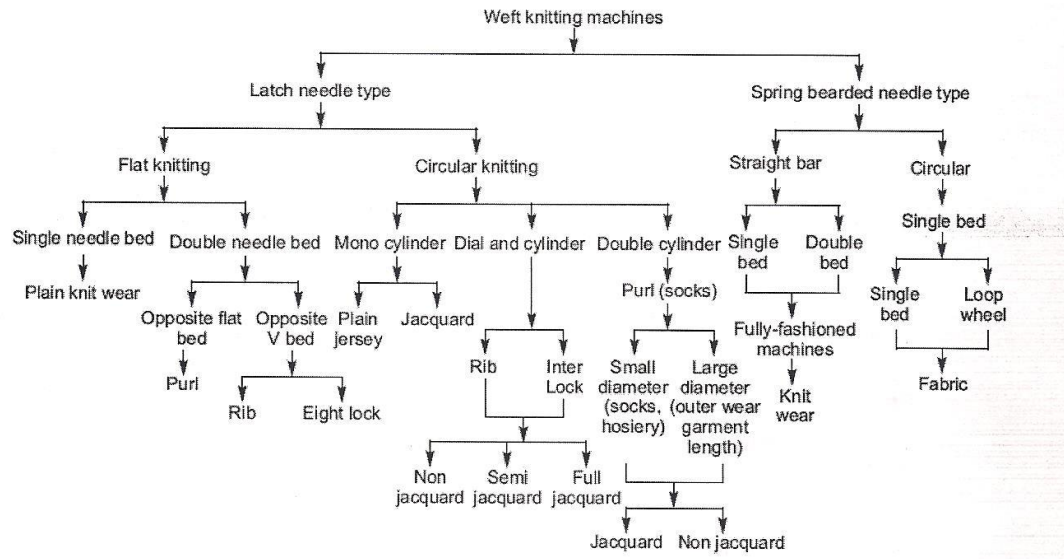 Weft knitting machines
Latch needle type
Spring bearded needle type
Flat knitting
Circular knitting
Straight bar
Circular
Single needle bed
Double needle bed
Mono cylinder
Dial and cylinder
Double cylinder
Single
bed
Double
bed
Single bed
Plain knit wear
Opposite flat
bed
Opposite
V bed
Plain
jersey
Jacquard
Purl (socks)
Fully-fashioned
machines
Single
bed
Loop
wheel
Purl
Rib
Eight lock
Rib
Inter
Lock
Small
diameter
(socks,
hosiery)
Large
diameter
(outer wear
garment
length)
Knit
wear
Fabric
Non
jacquard
Semi
jacquard
Full
jacquard
Jacquard
Non jacquard